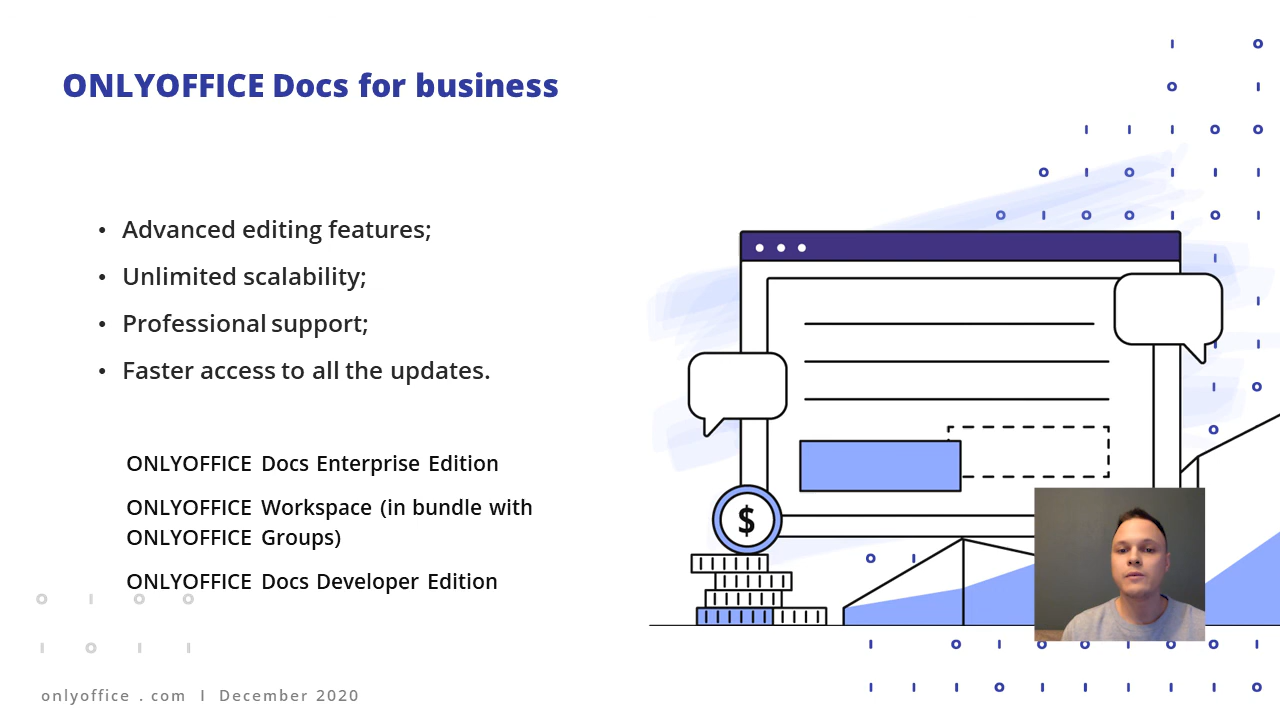 ONLYOFFICE Docs for business
• Advanced editing features;
• Unlimited scalability;
• Professional support;
• Faster access to all the updates.
ONLYOFFICE Docs Enterprise Edition
ONLYOFFICE Workspace (in bundle with
ONLYOFFICE Groups)
ONLYOFFICE Docs Developer Edition
$
onlyoffice . com I December 2020